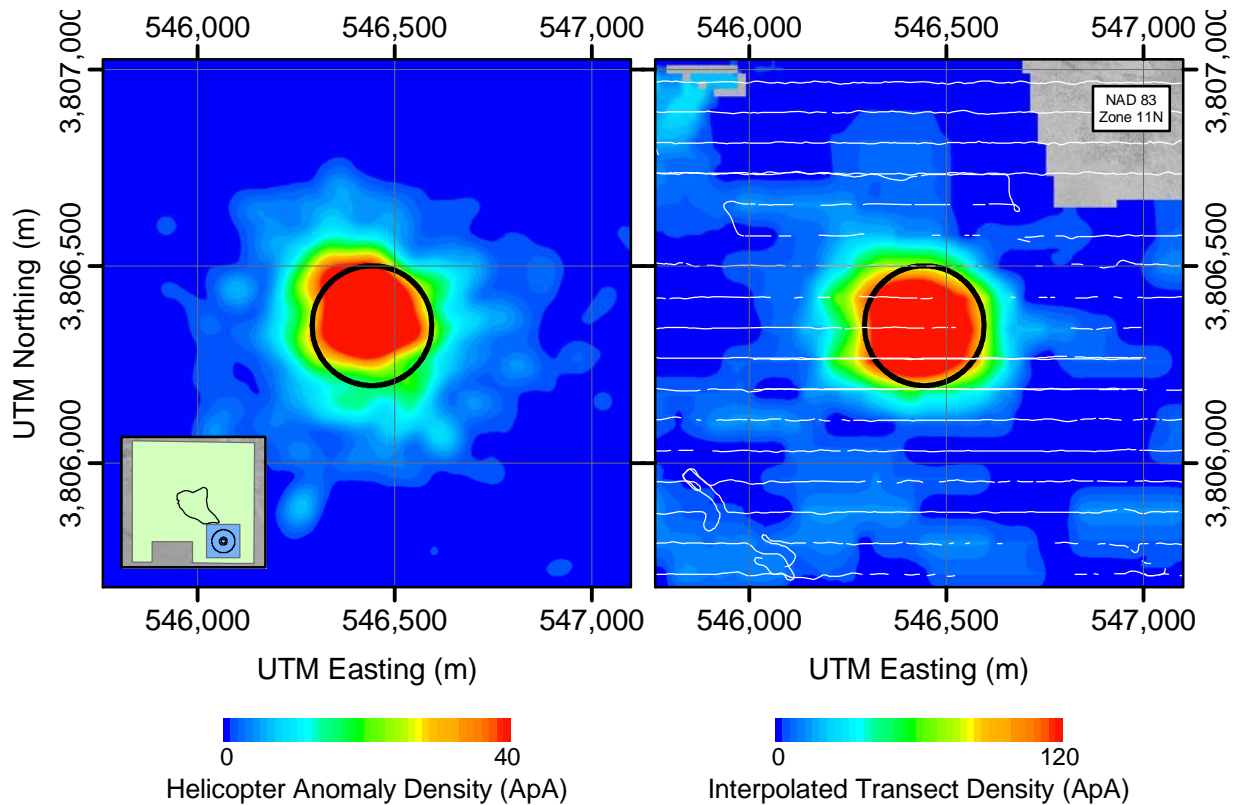 546,000 546,500 547,000
546,000 546,500 547,000
3,807,000
3,806,500
3,806,000
UTM Northing (m)
NAD 83
Zone 11N
3,807,000
3,806,500
3,806,000
546,000 546,500 547,000
546,000 546,500 547,000
UTM Easting (m)
UTM Easting (m)
0 40
Helicopter Anomaly Density (ApA)
0 120
Interpolated Transect Density (ApA)